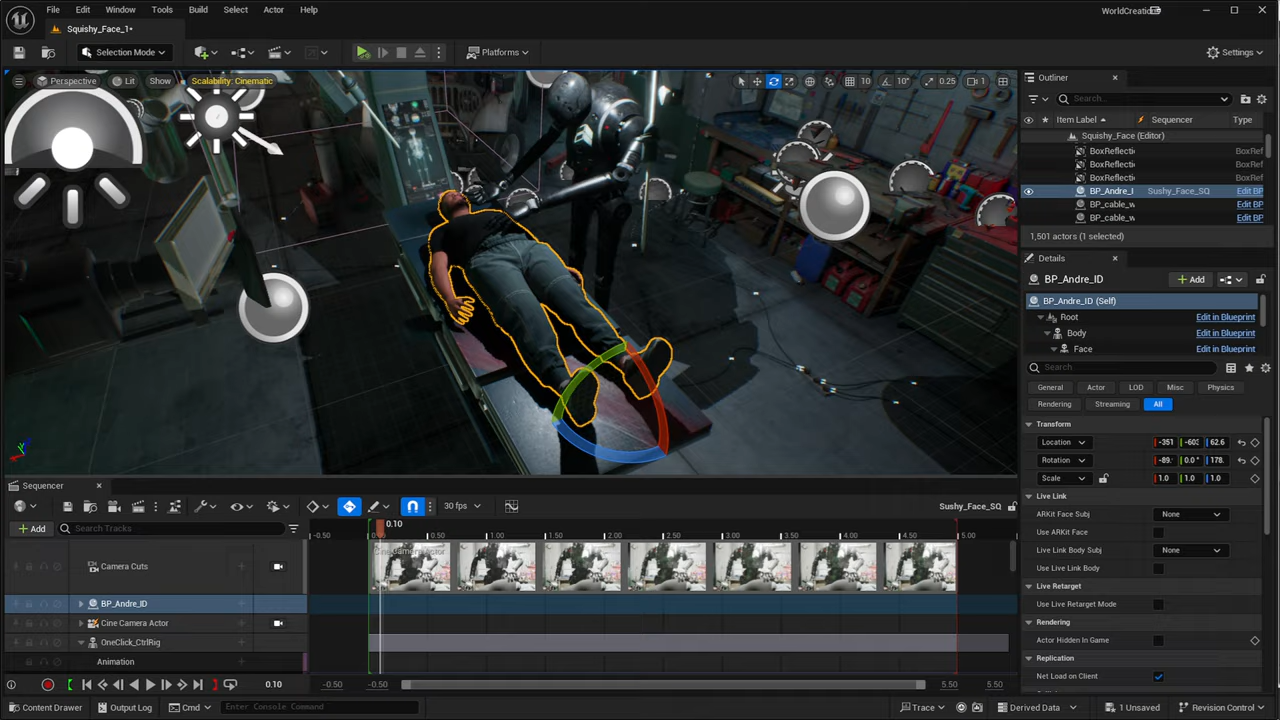 File Edit Window Tools Build Select Actor Help
WorldCreation
Squishy_Face_1*
Selection Mode
Platforms
Settings
Perspective Lit Show Scalability: Cinematic
10 10° 0.25 1
Outliner
Search...
Item Label Sequencer Type
Squishy_Face (Editor)
BoxReflecti BoxRef
BoxReflecti BoxRef
BoxReflecti BoxRef
BP_Andre_I Sushy_Face_SQ Edit BP
BP_cable_w Edit BP
BP_cable_w Edit BP
1,501 actors (1 selected)
Details
BP_Andre_ID + Add
BP_Andre_ID (Self)
Root Edit in Blueprint
Body Edit in Blueprint
Face Edit in Blueprint
Search
General Actor LOD Misc Physics
Rendering Streaming All
Transform
Location -351 -603 62.6
Rotation -89. 0.0 ° 178.
Scale 1.0 1.0 1.0
Live Link
ARKit Face Subj None
Use ARKit Face
Live Link Body Subj None
Use Live Link Body
Live Retarget
Use Live Retarget Mode
Rendering
Actor Hidden In Game
Replication
Net Load on Client
Sequencer
30 fps
Sushy_Face_SQ
+ Add Search Tracks
0.10
-0.50 1.00 1.50 2.00 2.50 3.00 3.50 4.00 4.50 5.00
Camera Cuts
Cine Camera Actor
BP_Andre_ID
Cine Camera Actor
OneClick_CtrlRig
Animation
0.10 -0.50 -0.50 5.50 5.50
Content Drawer Output Log Cmd Enter Console Command
Trace Derived Data 1 Unsaved Revision Control